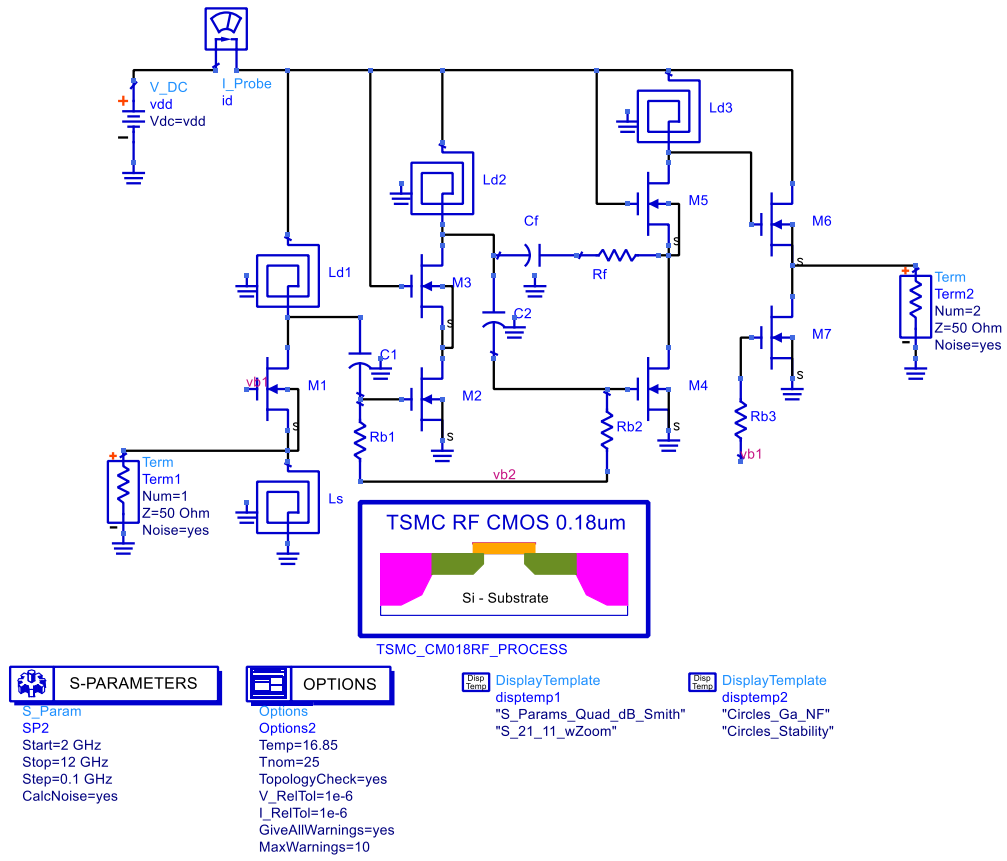 I_Probe
id
V_DC
vdd
Vdc=vdd
+
−
Ld3
Ld2
M5
Cf
M6
S
Rf
S
Ld1
M3
C2
S
M7
+
Term
Term2
Num=2
Z=50 Ohm
Noise=yes
-
C1
vb1
M1
M2
M4
S
S
Rb1
S
Rb2
S
Rb3
vb1
+
Term
Term1
Num=1
Z=50 Ohm
Noise=yes
-
Ls
vb2
TSMC RF CMOS 0.18um
Si - Substrate
TSMC_CM018RF_PROCESS
S-PARAMETERS
S_Param
SP2
Start=2 GHz
Stop=12 GHz
Step=0.1 GHz
CalcNoise=yes
OPTIONS
Options
Options2
Temp=16.85
Tnom=25
TopologyCheck=yes
V_RelTol=1e-6
I_RelTol=1e-6
GiveAllWarnings=yes
MaxWarnings=10
Disp
Temp
DisplayTemplate
disptemp1
"S_Params_Quad_dB_Smith"
"S_21_11_wZoom"
Disp
Temp
DisplayTemplate
disptemp2
"Circles_Ga_NF"
"Circles_Stability"